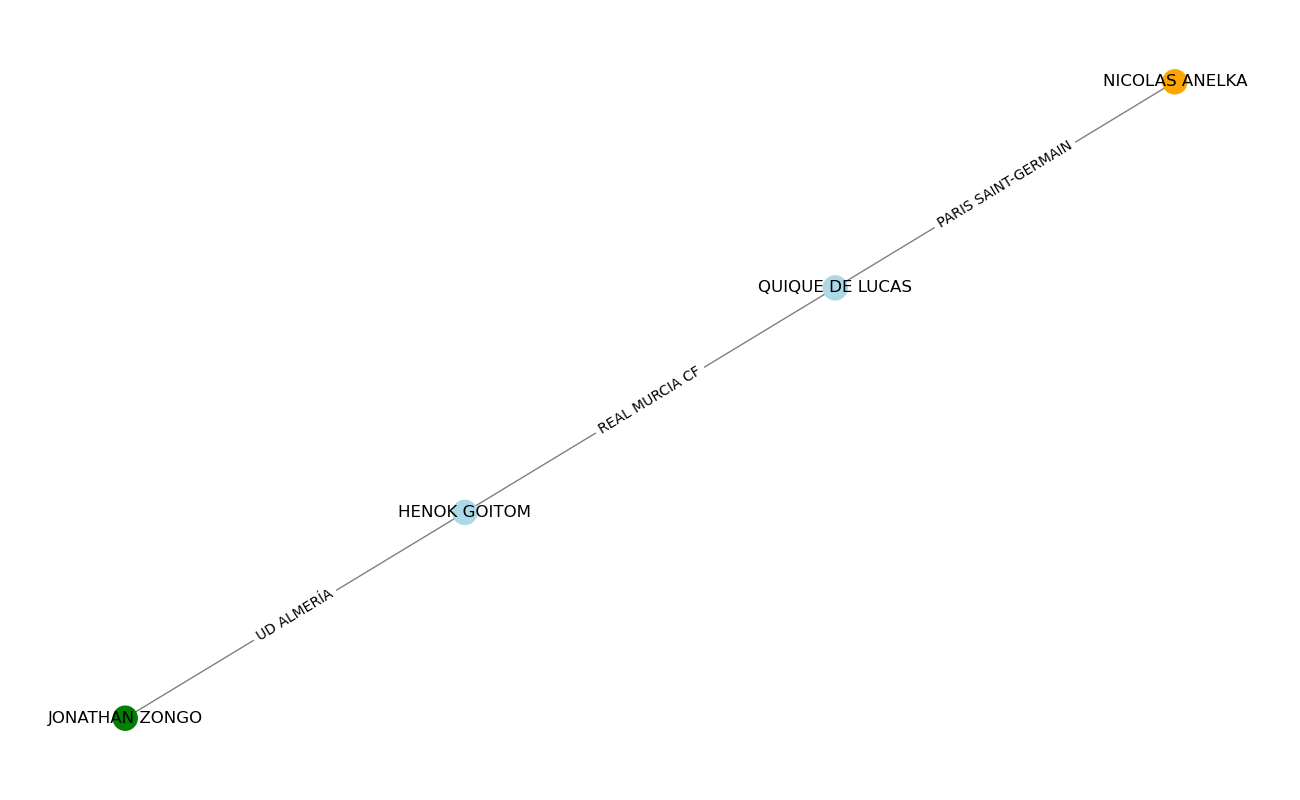 NICOLAS ANELKA
PARIS SAINT-GERMAIN
QUIQUE DE LUCAS
REAL MURCIA CF
HENOK GOITOM
UD ALMERÍA
JONATHAN ZONGO